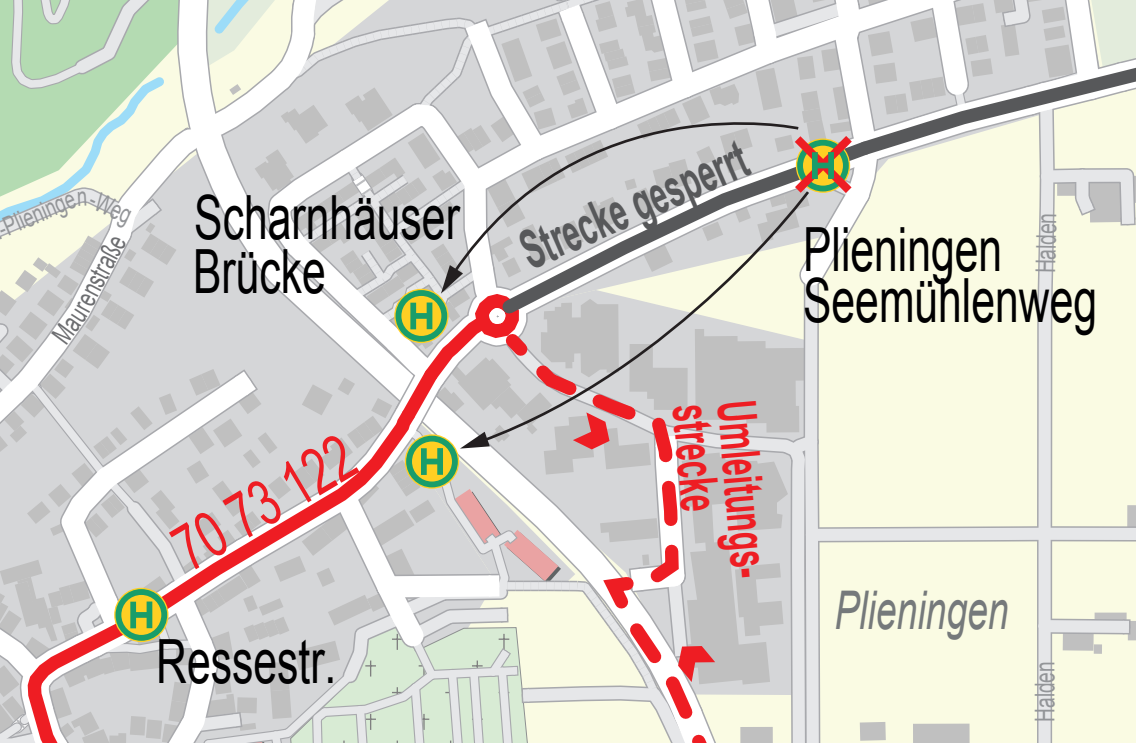 H
Strecke gesperrt
-Plieningen-Weg
Scharnhäuser
Brücke
Halden
Maurenstraße
Plieningen
Seemühlenweg
H
Umleitungs-
strecke
H
70 73 122
H
Plieningen
Ressestr.
Halden